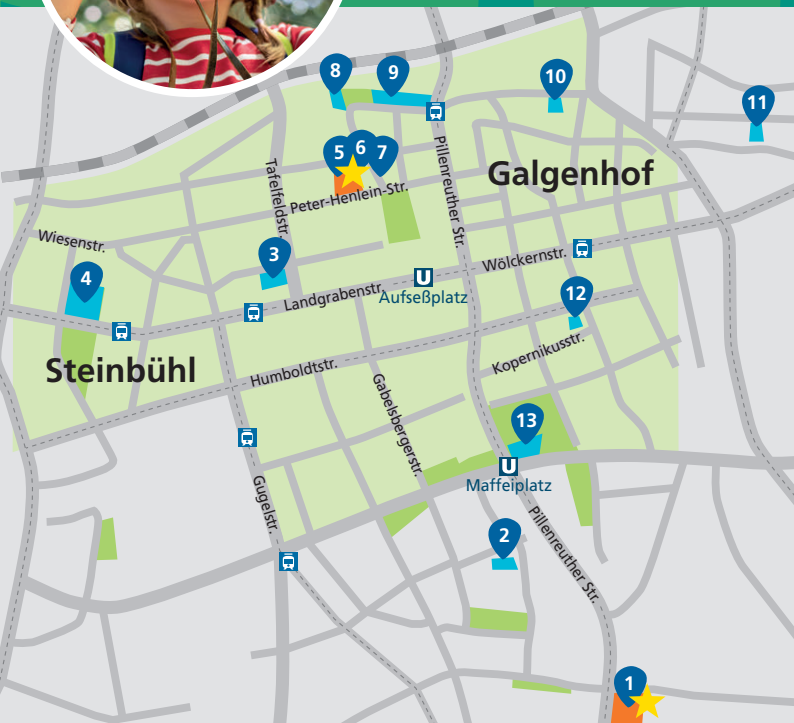 8
9
10
11
5
6
7
Pillenreuther Str.
Tafelfeldstr.
Galgenhof
Peter-Henlein-Str.
Wiesenstr.
3
Wölckernstr.
4
U
Aufseßplatz
12
Landgrabenstr.
Steinbühl
Humboldtstr.
Kopernikusstr.
Gabelsbergerstr.
13
U
Maffeiplatz
Gugelstr.
2
Pillenreuther Str.
1